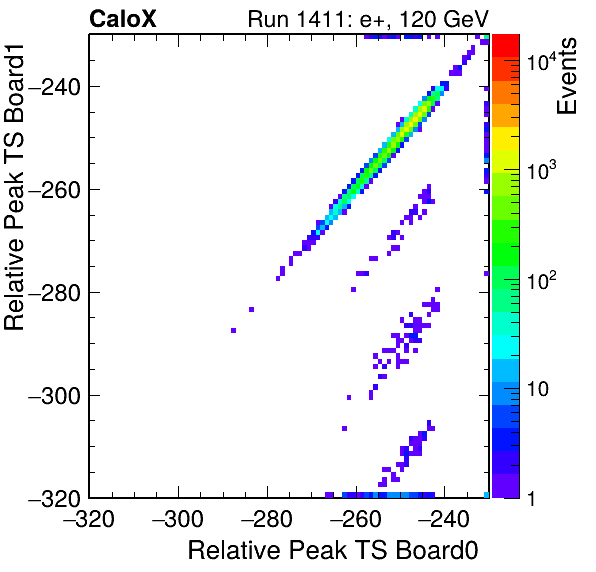 CaloX Run 1411: e+, 120 GeV
Relative Peak TS Board1
−240
−260
−280
−300
−320
−320 −300 −280 −260 −240
Relative Peak TS Board0
Events
10⁴
10³
10²
10
1